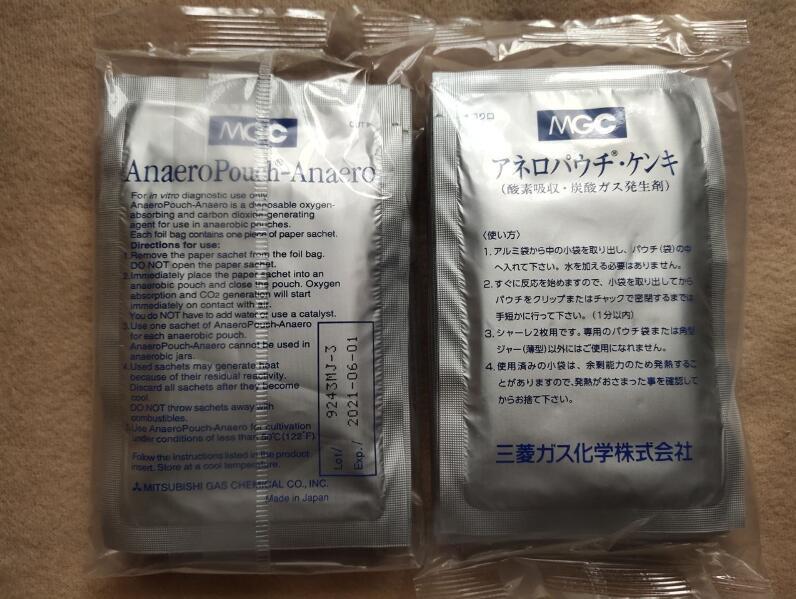 CUT▶
MGC
AnaeroPouch®-Anaero
For in vitro diagnostic use only.
AnaeroPouch-Anaero is a disposable oxygen-
absorbing and carbon dioxide generating
agent for use in anaerobic pouches.
Each foil bag contains one piece of paper sachet.
Directions for use:
1. Remove the paper sachet from the foil bag.
DO NOT open the paper sachet.
2. Immediately place the paper sachet into an
anaerobic pouch and close the pouch. Oxygen
absorption and CO2 generation will start
immediately on contact with air.
You do NOT have to add water or use a catalyst.
3. Use one sachet of AnaeroPouch-Anaero
for each anaerobic pouch.
AnaeroPouch-Anaero cannot be used in
anaerobic jars.
4. Used sachets may generate heat
because of their residual reactivity.
Discard all sachets after they become
cool.
DO NOT throw sachets away with
combustibles.
5. Use AnaeroPouch-Anaero for cultivation
under conditions of less than 50°C (122°F).
Follow the instructions listed in the product
insert. Store at a cool temperature.
MITSUBISHI GAS CHEMICAL CO., INC.
Made in Japan
Lot/ 9243MJ-3
Exp./ 2021-06-01
MGC
アネロパウチ®・ケンキ
(酸素吸収・炭酸ガス発生剤)
〈使い方〉
1. アルミ袋から中の小袋を取り出し、パウチ(袋)の中
へ入れて下さい。水を加える必要はありません。
2. すぐに反応を始めますので、小袋を取り出してから
パウチをクリップまたはチャックで密閉するまでは
手短かに行って下さい。(1分以内)
3. シャーレ2枚用です。専用のパウチ袋または角型
ジャー(薄型)以外にはご使用になれません。
4. 使用済みの小袋は、余剰能力のため発熱するこ
とがありますので、発熱がおさまった事を確認して
からお捨て下さい。
三菱ガス化学株式会社